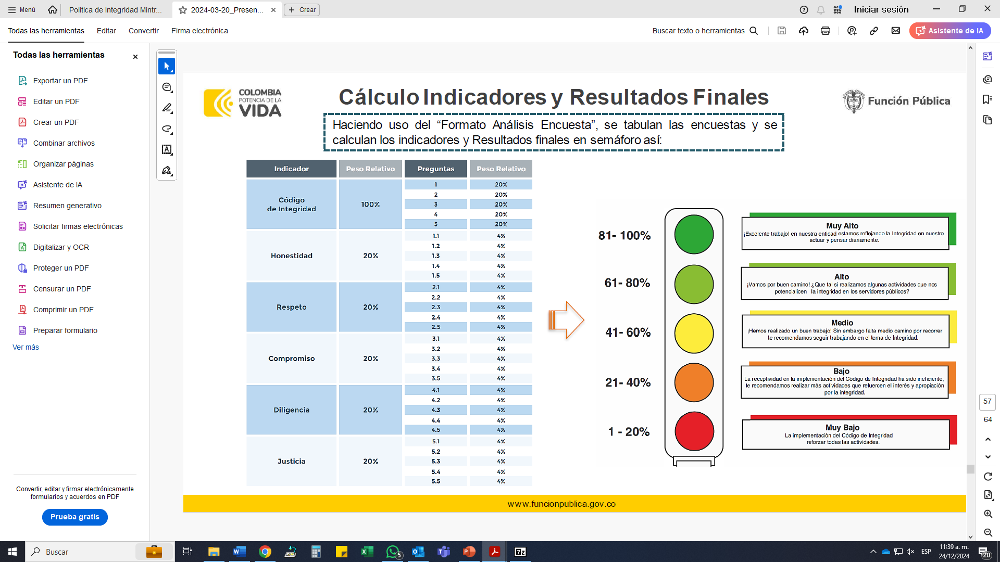 Menú
Politica de Integridad Mintr...
2024-03-20_Presen...
Crear
Iniciar sesión
Todas las herramientas
Editar
Convertir
Firma electrónica
Buscar texto o herramientas
Asistente de IA
Todas las herramientas
Exportar un PDF
Editar un PDF
Crear un PDF
Combinar archivos
Organizar páginas
Asistente de IA
Resumen generativo
Solicitar firmas electrónicas
Digitalizar y OCR
Proteger un PDF
Censurar un PDF
Comprimir un PDF
Preparar formulario
Ver más
Convertir, editar y firmar electrónicamente
formularios y acuerdos en PDF
Prueba gratis
COLOMBIA
POTENCIA DE LA
VIDA
Cálculo Indicadores y Resultados Finales
Función Pública
Haciendo uso del “Formato Análisis Encuesta”, se tabulan las encuestas y se
calculan los indicadores y Resultados finales en semáforo así:
Indicador Peso Relativo Preguntas Peso Relativo
Código
de Integridad
100%
1 20%
2 20%
3 20%
4 20%
5 20%
Honestidad
20%
1.1 4%
1.2 4%
1.3 4%
1.4 4%
1.5 4%
Respeto
20%
2.1 4%
2.2 4%
2.3 4%
2.4 4%
2.5 4%
Compromiso
20%
3.1 4%
3.2 4%
3.3 4%
3.4 4%
3.5 4%
Diligencia
20%
4.1 4%
4.2 4%
4.3 4%
4.4 4%
4.5 4%
Justicia
20%
5.1 4%
5.2 4%
5.3 4%
5.4 4%
5.5 4%
81- 100%
Muy Alto
¡Excelente trabajo! en nuestra entidad estamos reflejando la Integridad en nuestro
actuar y pensar diariamente.
61- 80%
Alto
¡Vamos por buen camino! ¿Que tal si realizamos algunas actividades que nos
potencialicen la integridad en los servidores públicos?
41- 60%
Medio
¡Hemos realizado un buen trabajo! Sin embargo falta medio camino por recorrer
te recomendamos seguir trabajando en el tema de Integridad.
21- 40%
Bajo
La receptividad en la implementación del Código de Integridad ha sido ineficiente,
te recomendamos realizar más actividades que refuercen el interés y apropiación
por la integridad.
1 - 20%
Muy Bajo
La implementación del Código de Integridad
reforzar todas las actividades.
www.funcionpublica.gov.co
57
64
Buscar
5
7z
ESP
11:39 a. m.
24/12/2024
20